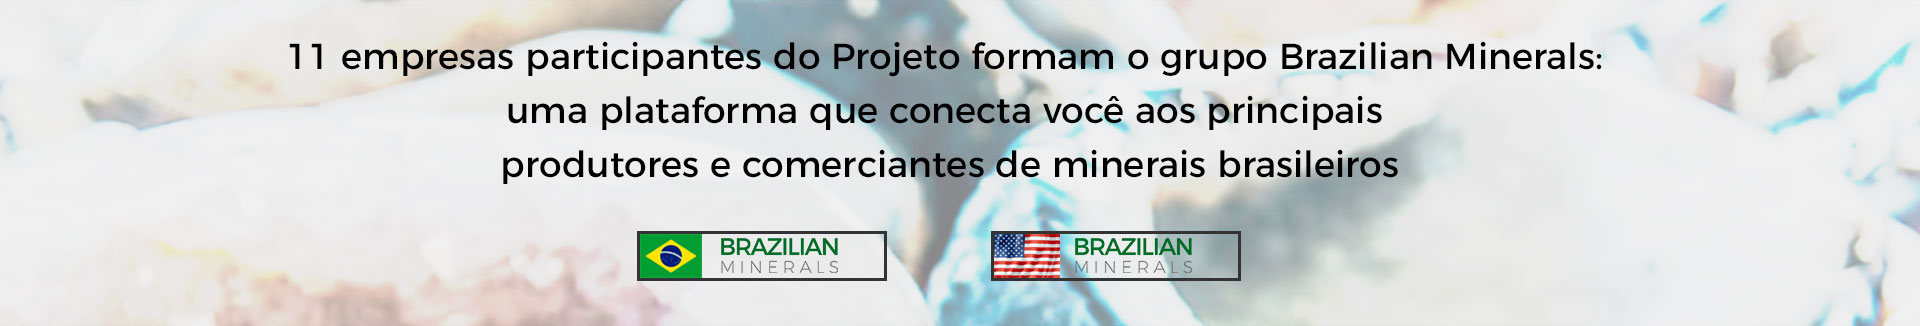 11 empresas participantes do Projeto formam o grupo Brazilian Minerals:
uma plataforma que conecta você aos principais
produtores e comerciantes de minerais brasileiros
BRAZILIAN
MINERALS
BRAZILIAN
MINERALS